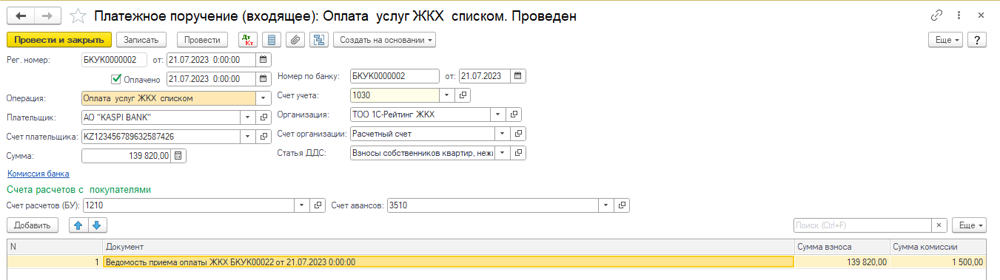 Платежное поручение (входящее): Оплата услуг ЖКХ списком. Проведен
Провести и закрыть Записать Провести Дт Кт Создать на основании Еще ?
Рег. номер: БКУК0000002 от: 21.07.2023 0:00:00
Оплачено 21.07.2023 0:00:00 Номер по банку: БКУК0000002 от: 21.07.2023
Операция: Оплата услуг ЖКХ списком Счет учета: 1030
Плательщик: АО "KASPI BANK" Организация: ТОО 1С-Рейтинг ЖКХ
Счет плательщика: KZ123456789632587426 Счет организации: Расчетный счет
Сумма: 139 820,00 Статья ДДС: Взносы собственников квартир, неж
Комиссия банка
Счета расчетов с покупателями
Счет расчетов (БУ): 1210 Счет авансов: 3510
Добавить Поиск (Ctrl+F) × Еще
N Документ Сумма взноса Сумма комиссии
1 Ведомость приема оплаты ЖКХ БКУК00022 от 21.07.2023 0:00:00 139 820,00 1 500,00